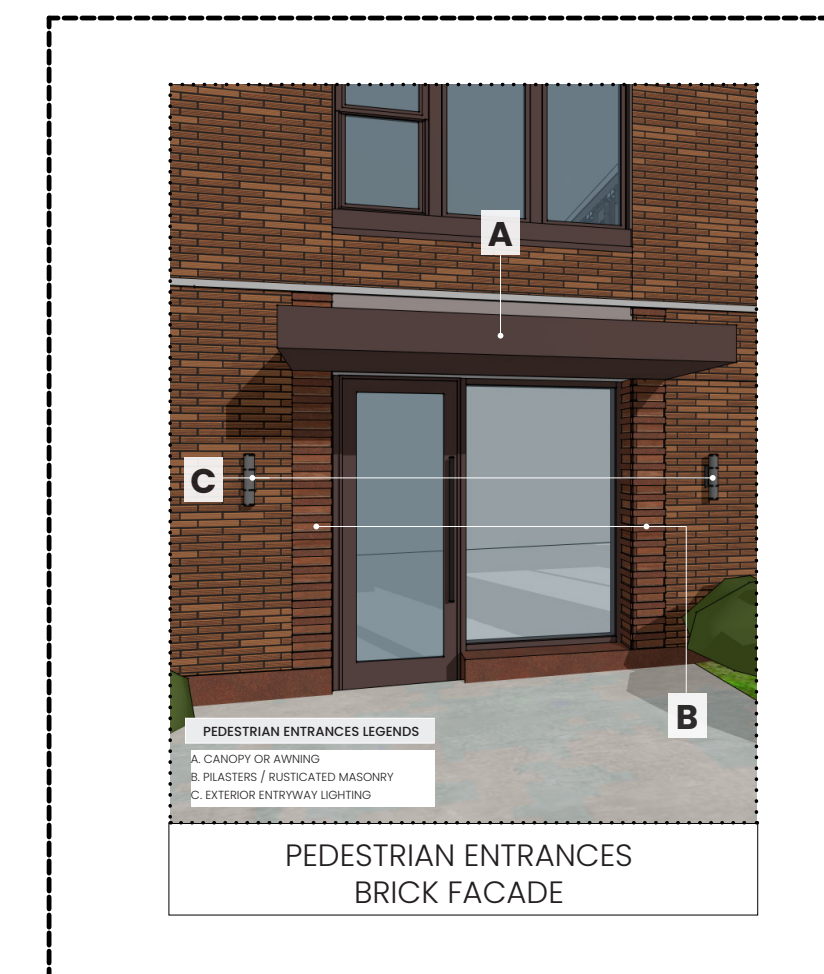 A
C
B
PEDESTRIAN ENTRANCES LEGENDS
A. CANOPY OR AWNING
B. PILASTERS / RUSTICATED MASONRY
C. EXTERIOR ENTRYWAY LIGHTING
PEDESTRIAN ENTRANCES
BRICK FACADE